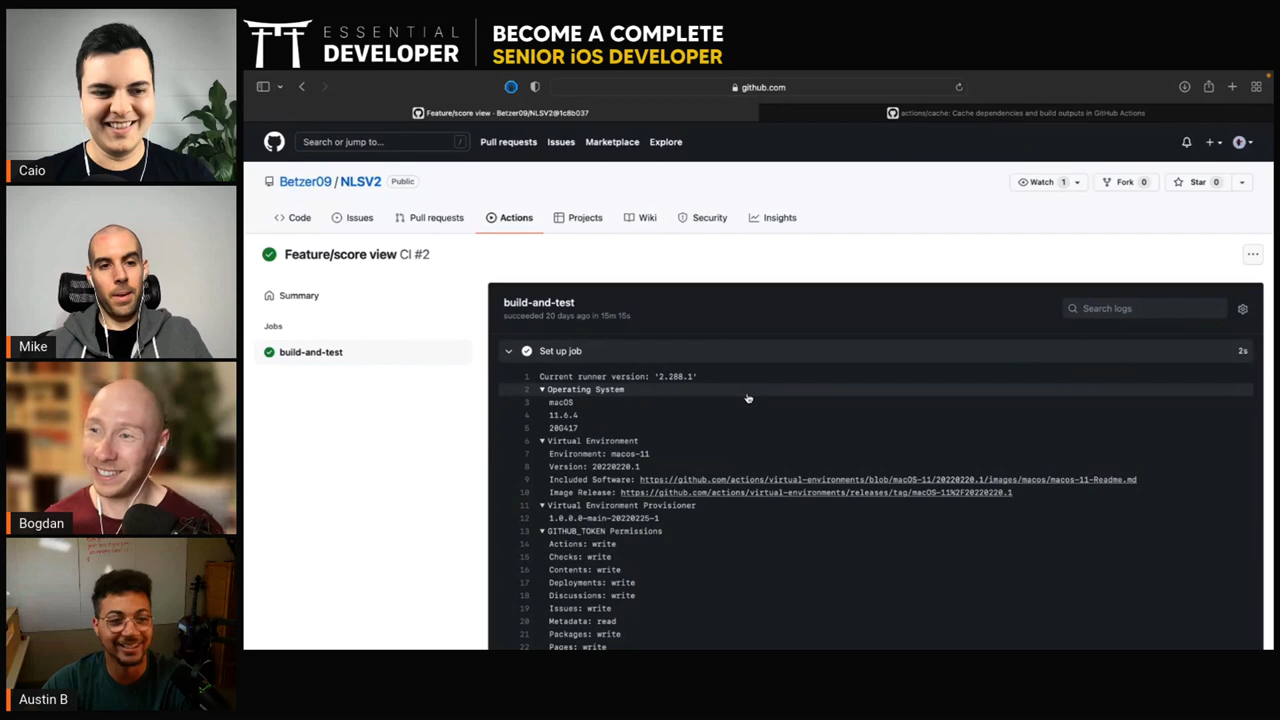 ESSENTIAL
DEVELOPER
BECOME A COMPLETE
SENIOR iOS DEVELOPER
Caio
Mike
Bogdan
Austin B
github.com
Feature/score view · Betzer09/NLSV2@1c8b037
actions/cache: Cache dependencies and build outputs in GitHub Actions
Search or jump to... /
Pull requests Issues Marketplace Explore
Betzer09 / NLSV2 Public
Watch 1 Fork 0 Star 0
Code Issues Pull requests Actions Projects Wiki Security Insights
Feature/score view CI #2
Summary
Jobs
build-and-test
build-and-test
succeeded 20 days ago in 15m 15s
Search logs
Set up job 2s
1 Current runner version: '2.288.1'
2 ▼ Operating System
3 macOS
4 11.6.4
5 20G417
6 ▼ Virtual Environment
7 Environment: macos-11
8 Version: 20220220.1
9 Included Software: https://github.com/actions/virtual-environments/blob/macOS-11/20220220.1/images/macos/macos-11-Readme.md
10 Image Release: https://github.com/actions/virtual-environments/releases/tag/macOS-11%2F20220220.1
11 ▼ Virtual Environment Provisioner
12 1.0.0.0-main-20220225-1
13 ▼ GITHUB_TOKEN Permissions
14 Actions: write
15 Checks: write
16 Contents: write
17 Deployments: write
18 Discussions: write
19 Issues: write
20 Metadata: read
21 Packages: write
22 Pages: write